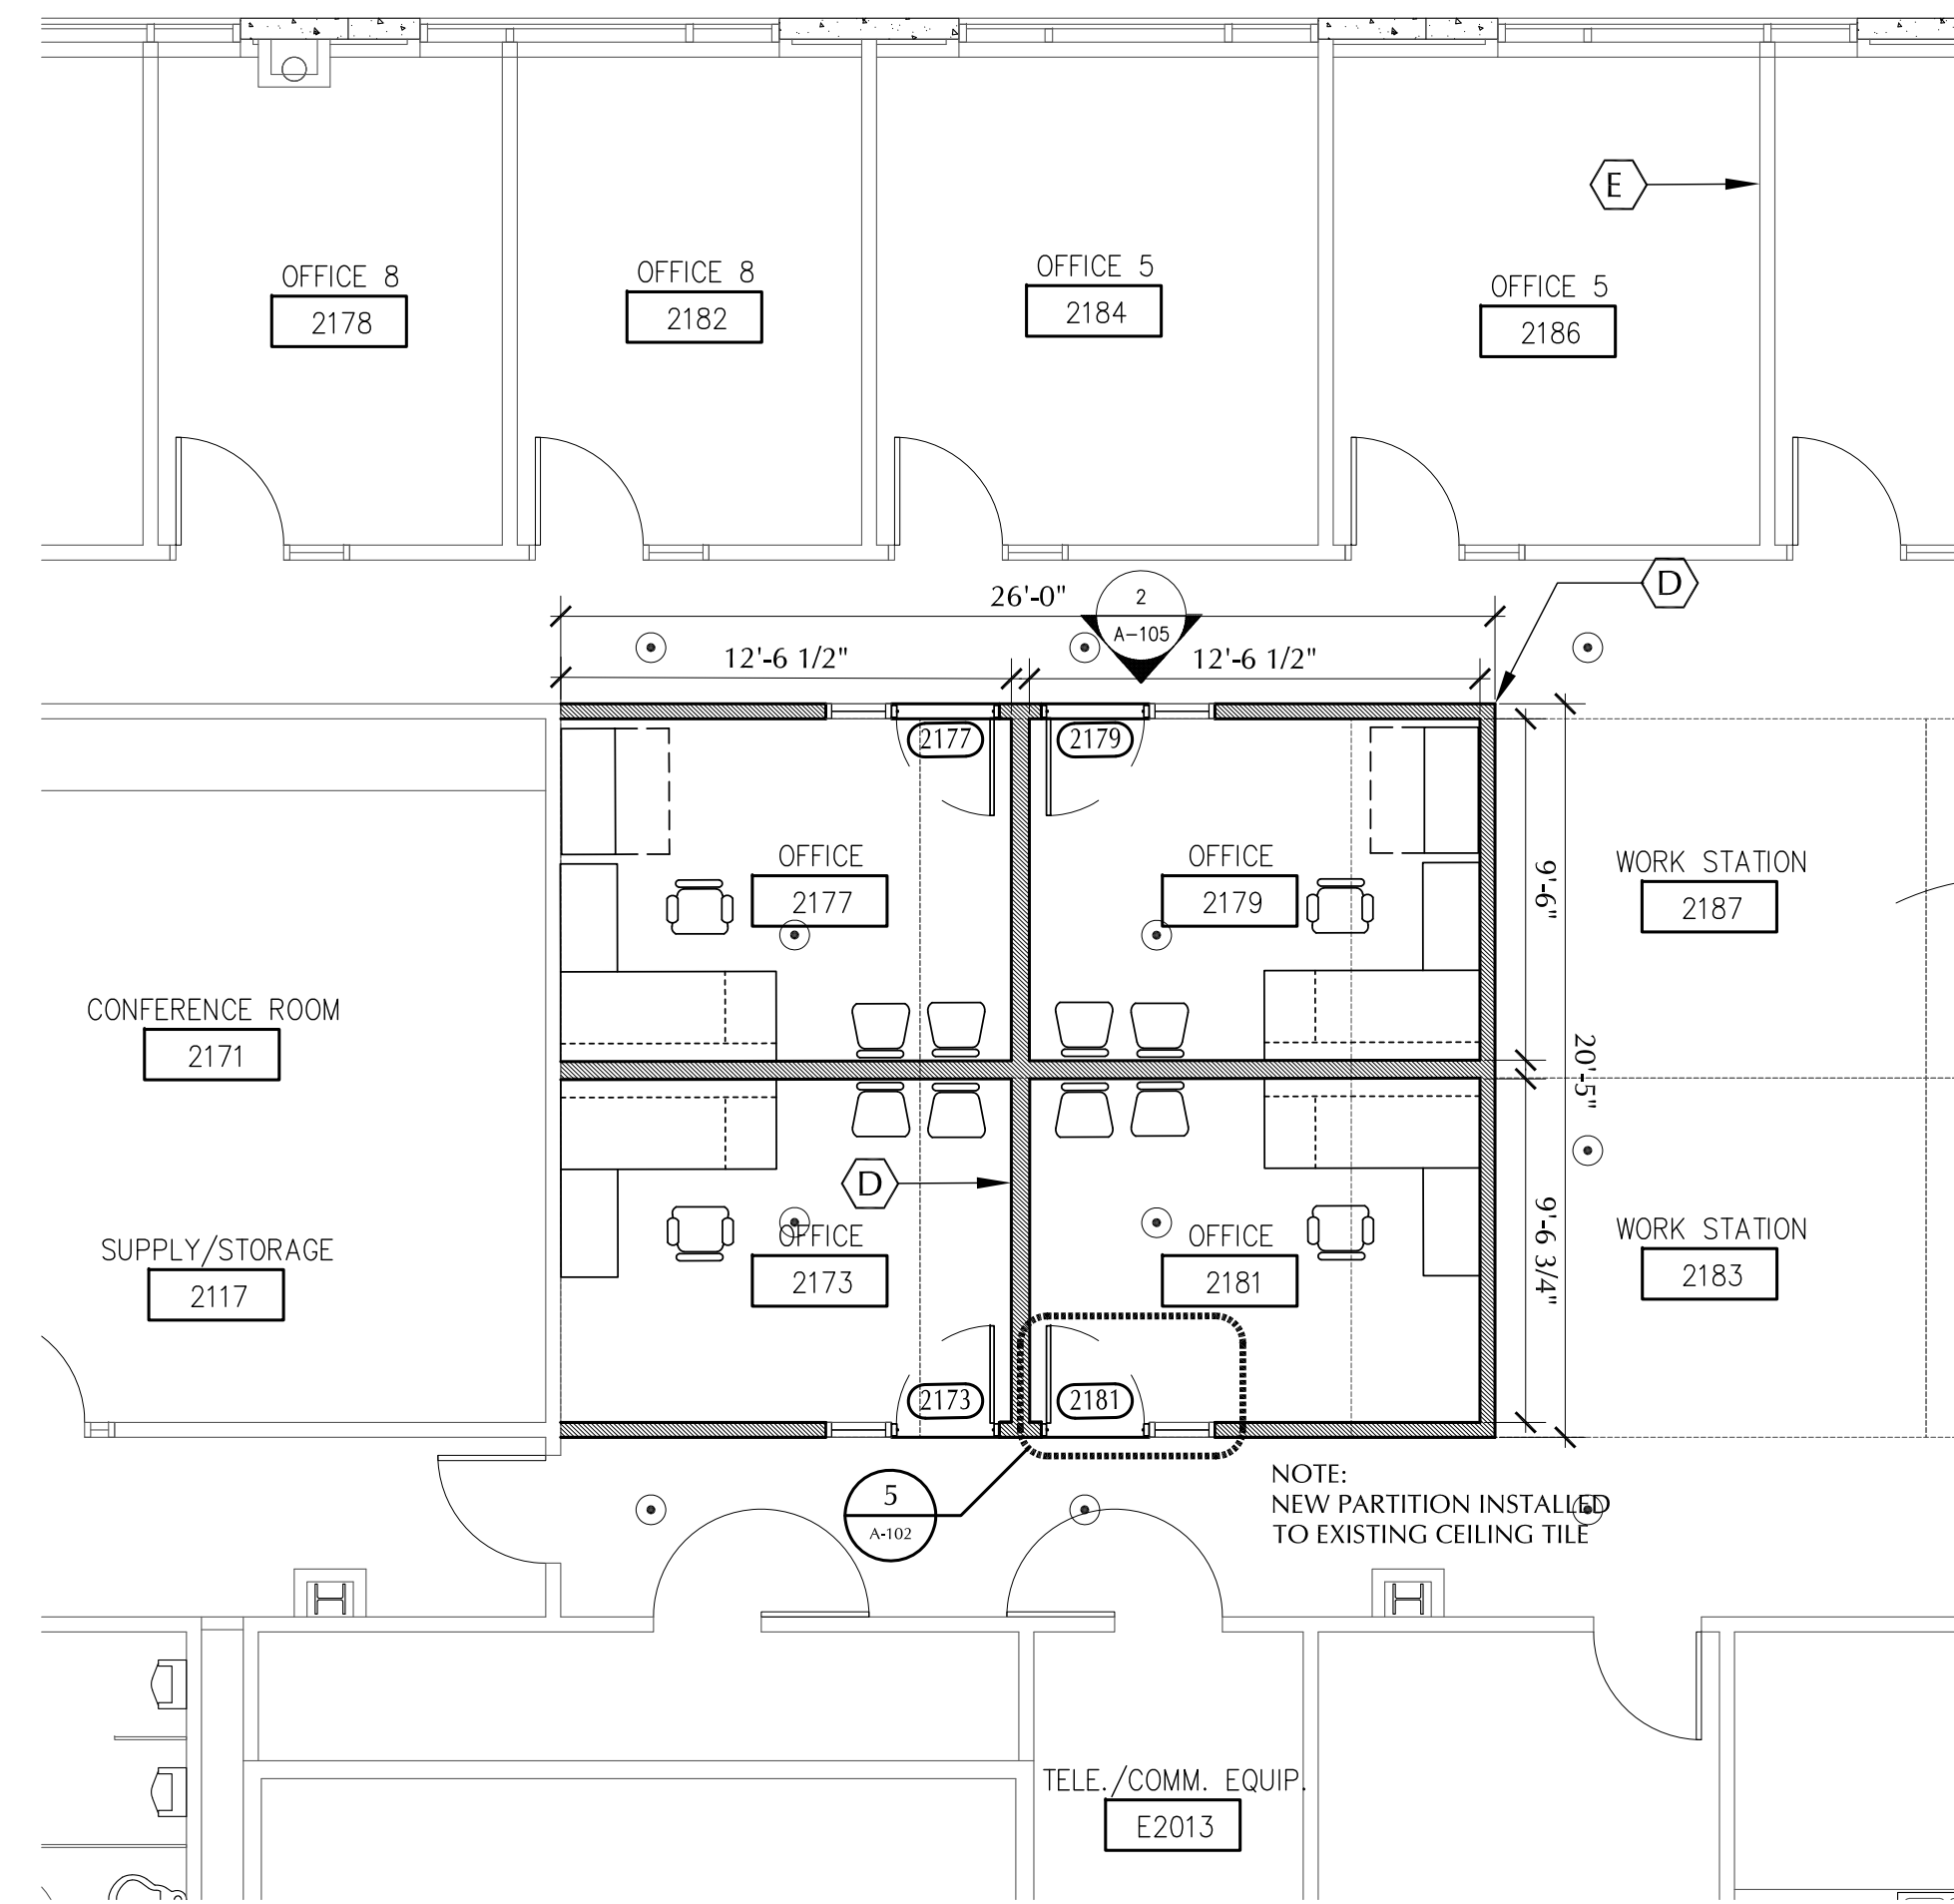 E
OFFICE 8
2178
OFFICE 8
2182
OFFICE 5
2184
OFFICE 5
2186
D
26'-0"
2
A-105
12'-6 1/2"
12'-6 1/2"
2177
2179
OFFICE
2177
OFFICE
2179
9'-6"
WORK STATION
2187
CONFERENCE ROOM
2171
20'-5"
D
SUPPLY/STORAGE
2117
OFFICE
2173
OFFICE
2181
9'-6 3/4"
WORK STATION
2183
2173
2181
5
A-102
NOTE:
NEW PARTITION INSTALLED
TO EXISTING CEILING TILE
TELE./COMM. EQUIP.
E2013